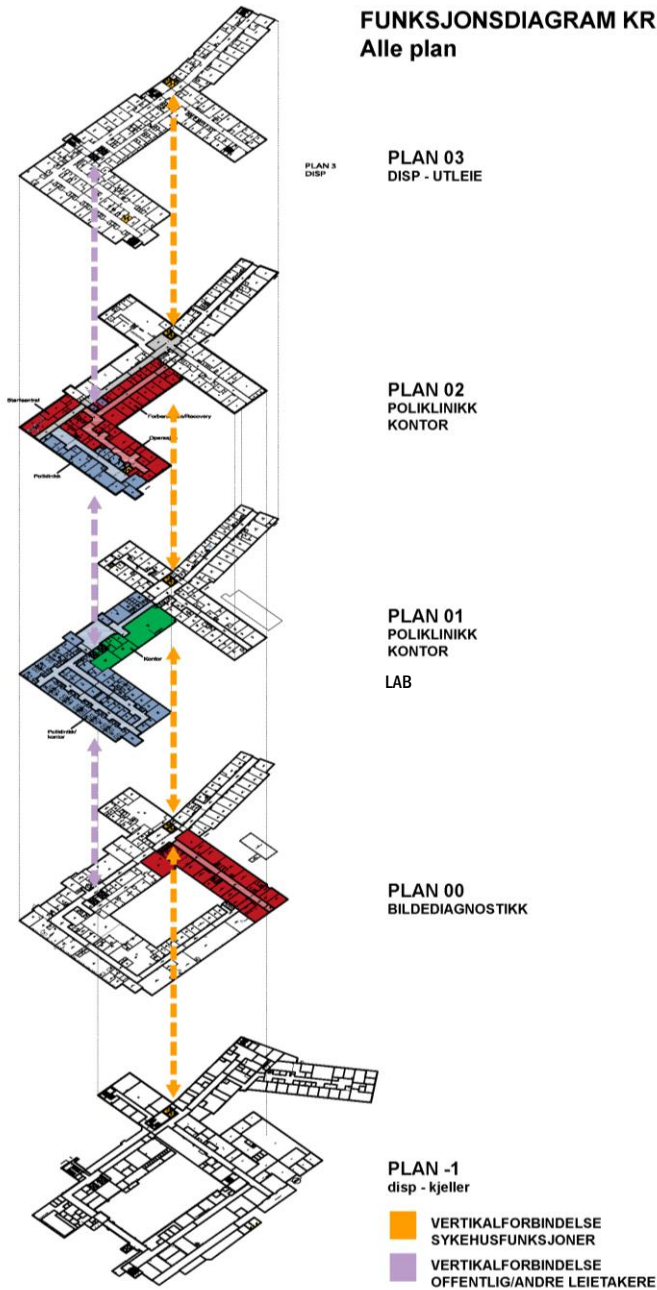 FUNKSJONSDIAGRAM KR
Alle plan
PLAN 3
DISP
PLAN 03
DISP - UTLEIE
PLAN 02
POLIKLINIKK
KONTOR
Poliklinikk
PLAN 01
POLIKLINIKK
KONTOR
LAB
Kontor
Poliklinikk/
kontor
PLAN 00
BILDEDIAGNOSTIKK
PLAN -1
disp - kjeller
VERTIKALFORBINDELSE
SYKEHUSFUNKSJONER
VERTIKALFORBINDELSE
OFFENTLIG/ANDRE LEIETAKERE